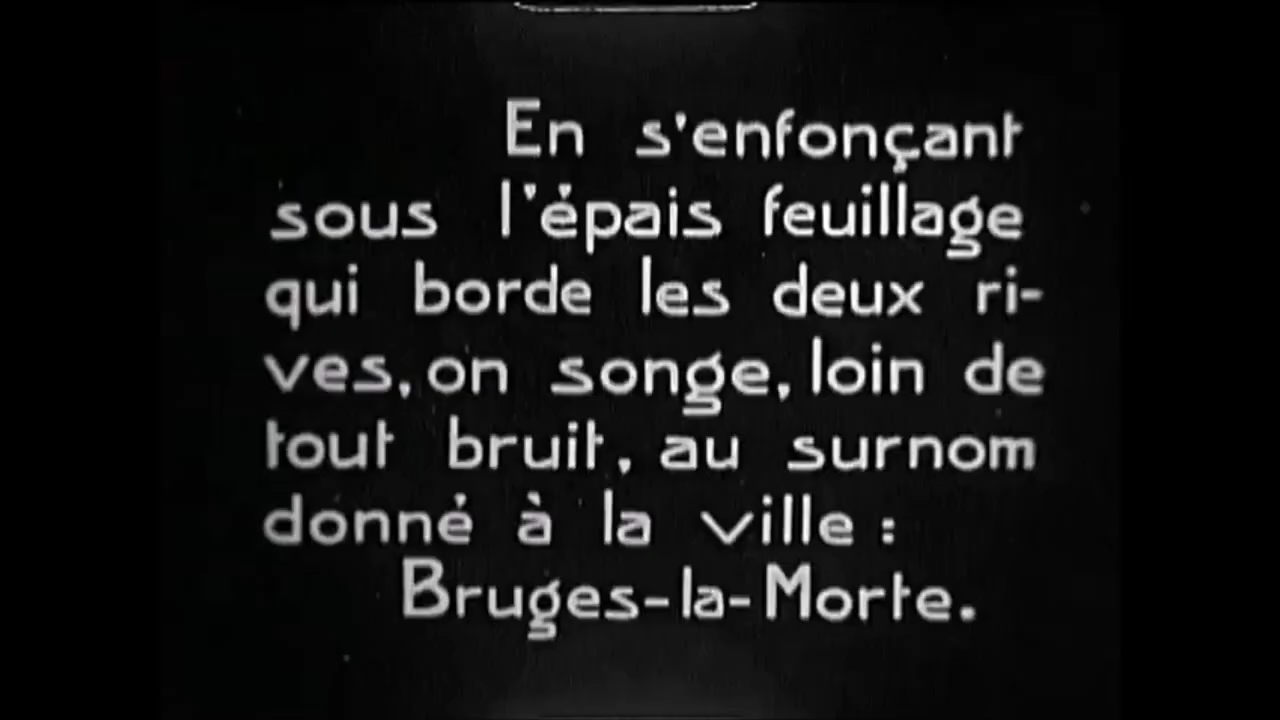 En s'enfonçant
sous l'épais feuillage
qui borde les deux ri-
ves, on songe, loin de
tout bruit, au surnom
donné à la ville :
Bruges-la-Morte.